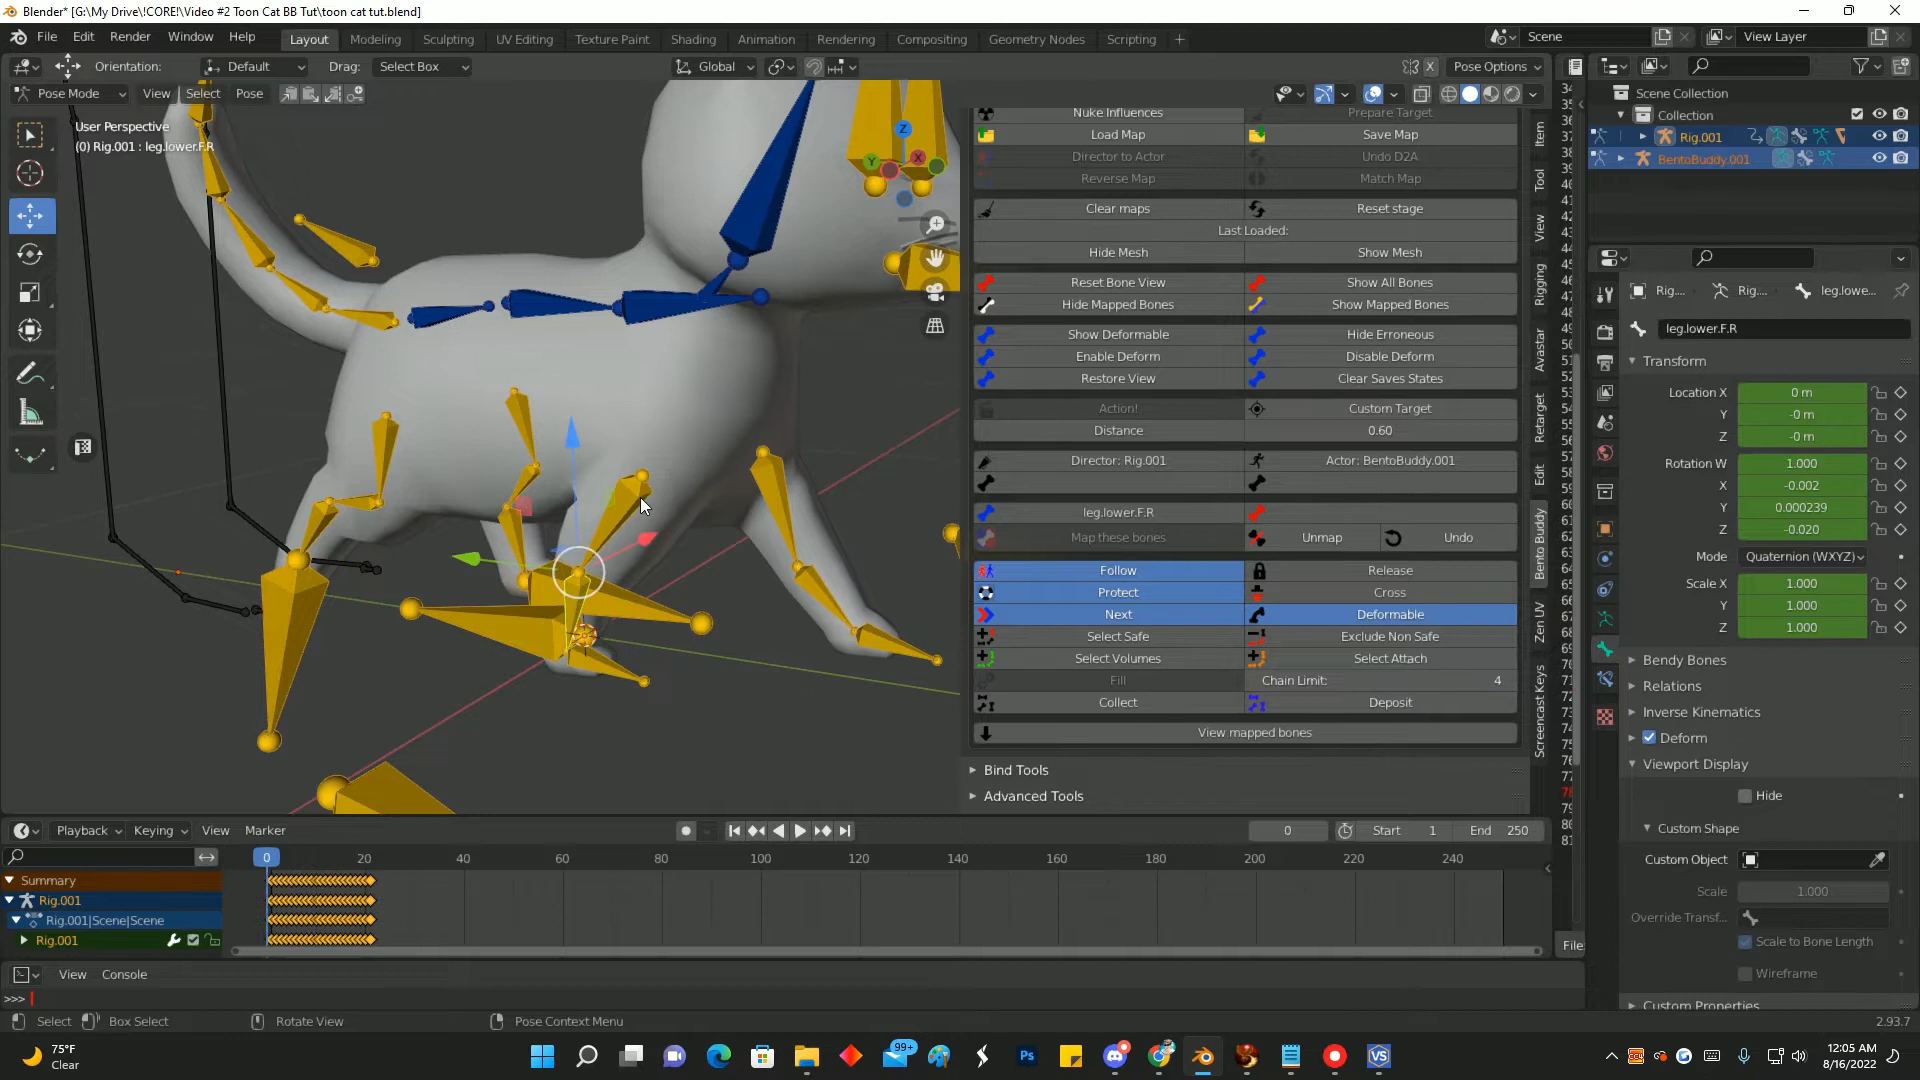 Blender* [G:\My Drive\!CORE!\Video #2 Toon Cat BB Tut\toon cat tut.blend]
File Edit Render Window Help Layout Modeling Sculpting UV Editing Texture Paint Shading Animation Rendering Compositing Geometry Nodes Scripting + Scene View Layer
Orientation: Default Drag: Select Box Global Pose Options
Pose Mode View Select Pose
User Perspective
(0) Rig.001 : leg.lower.F.R
Z
Y
X
Nuke Influences Prepare Target
Load Map Save Map
Director to Actor Undo D2A
Reverse Map Match Map
Clear maps Reset stage
Last Loaded:
Hide Mesh Show Mesh
Reset Bone View Show All Bones
Hide Mapped Bones Show Mapped Bones
Show Deformable Hide Erroneous
Enable Deform Disable Deform
Restore View Clear Saves States
Action! Custom Target
Distance 0.60
Director: Rig.001 Actor: BentoBuddy.001
leg.lower.F.R
Map these bones Unmap Undo
Follow Release
Protect Cross
Next Deformable
Select Safe Exclude Non Safe
Select Volumes Select Attach
Fill Chain Limit: 4
Collect Deposit
View mapped bones
Bind Tools
Advanced Tools
Item
Tool
View
Rigging
Avastar
Retarget
Edit
Bento Buddy
Zen UV
Screencast Keys
File
Scene Collection
Collection
Rig.001
BentoBuddy.001
Rig.... Rig.... leg.lowe...
leg.lower.F.R
Transform
Location X 0 m
Y -0 m
Z -0 m
Rotation W 1.000
X -0.002
Y 0.000239
Z -0.020
Mode Quaternion (WXYZ)
Scale X 1.000
Y 1.000
Z 1.000
Bendy Bones
Relations
Inverse Kinematics
Deform
Viewport Display
Hide
Custom Shape
Custom Object
Scale 1.000
Override Transf...
Scale to Bone Length
Wireframe
Custom Properties
Playback Keying View Marker 0 Start 1 End 250
0 20 40 60 80 100 120 140 160 180 200 220 240
Summary
Rig.001
Rig.001|Scene|Scene
Rig.001
View Console
>>>
Select Box Select Rotate View Pose Context Menu 2.93.7
75°F
Clear
99+
Ps
VS
12:05 AM
8/16/2022